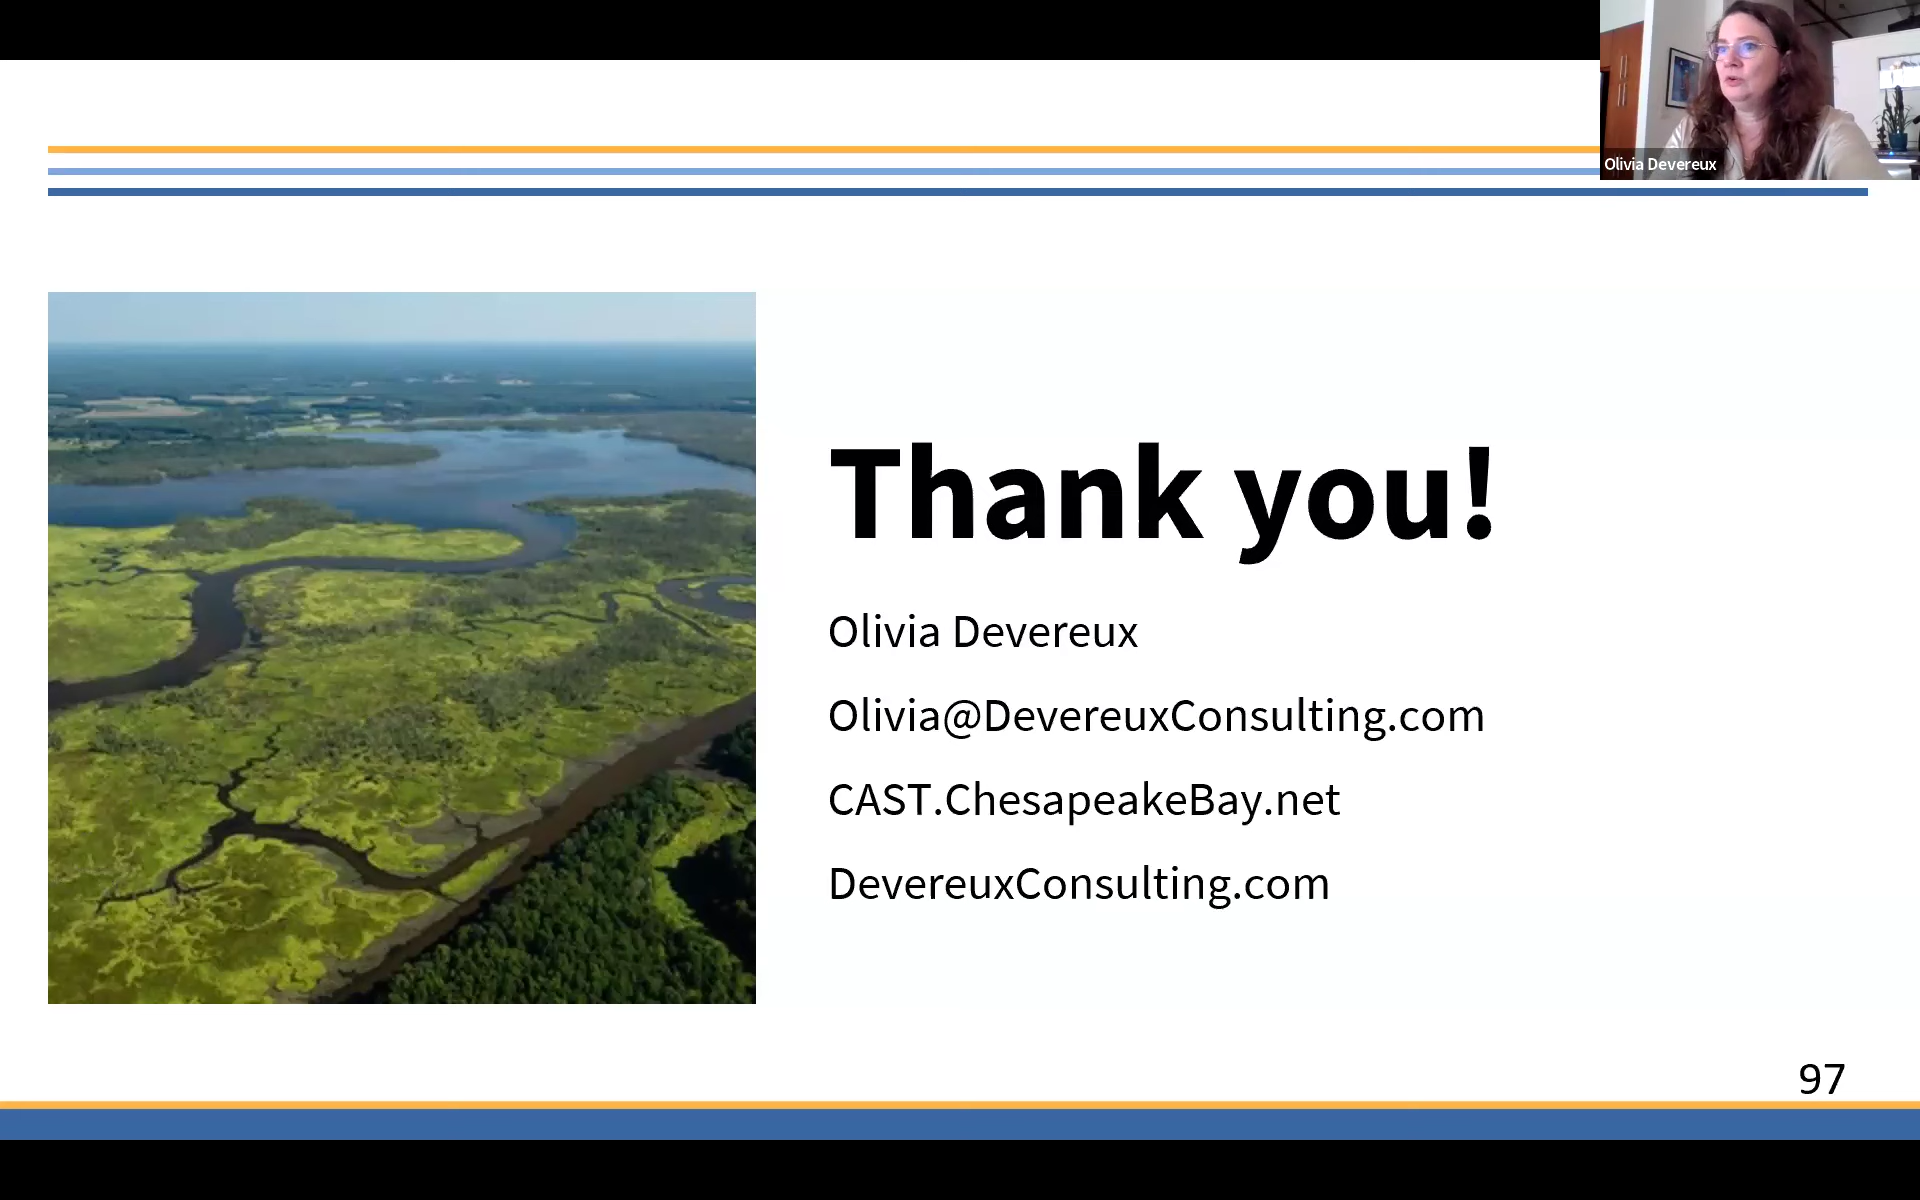 Olivia Devereux
Thank you!
Olivia Devereux
Olivia@DevereuxConsulting.com
CAST.ChesapeakeBay.net
DevereuxConsulting.com
97